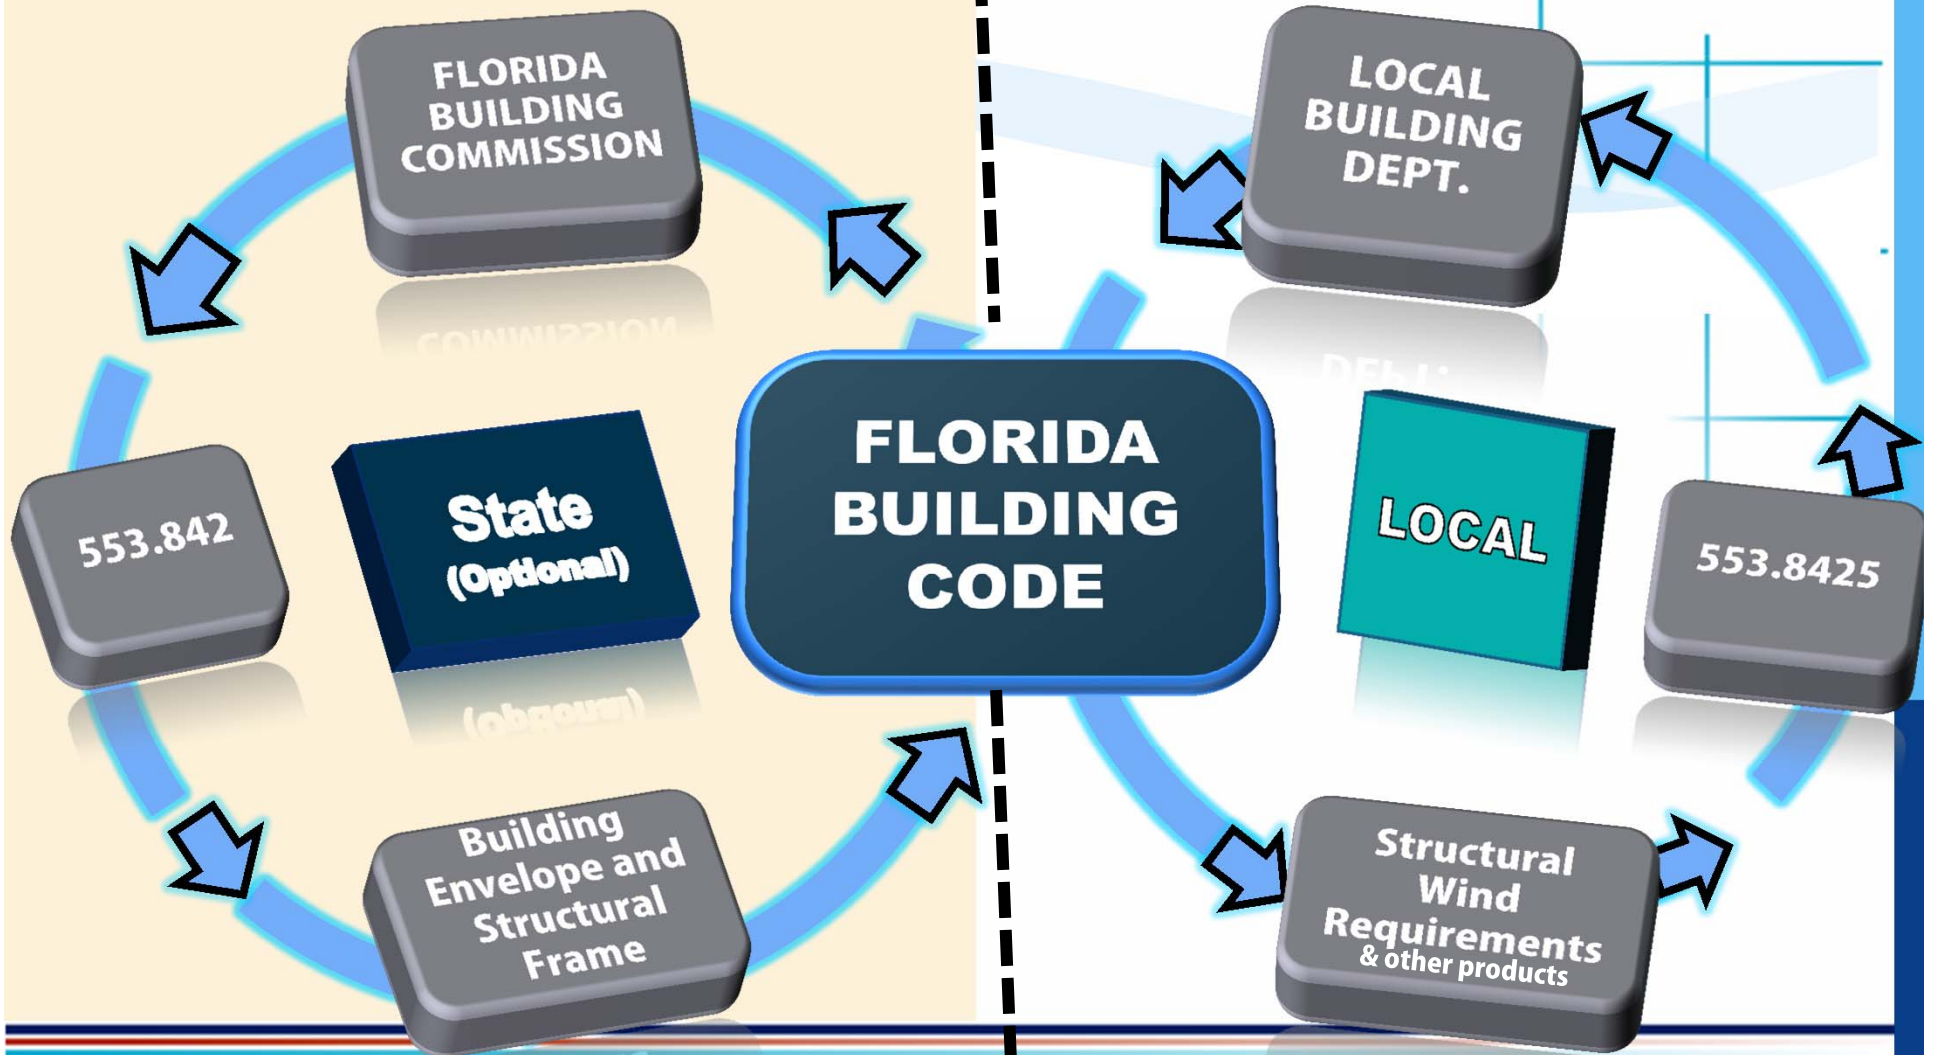 FLORIDA
BUILDING
COMMISSION
553.842
State
(Optional)
Building
Envelope and
Structural
Frame
FLORIDA
BUILDING
CODE
LOCAL
BUILDING
DEPT.
LOCAL
553.8425
Structural
Wind
Requirements
& other products